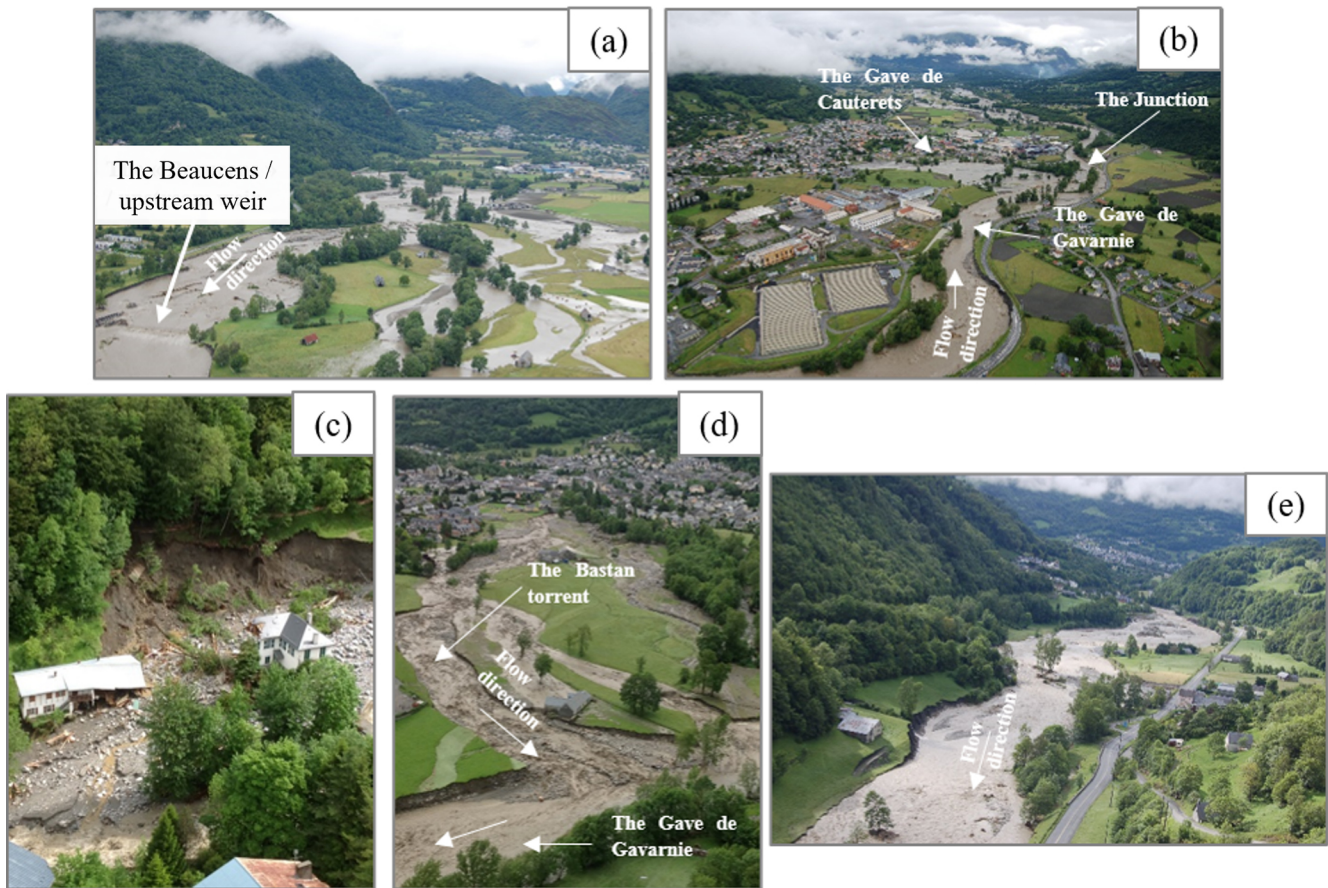 (a)
The Beaucens /
upstream weir
Flow
direction
(b)
The Gave de
Cauterets
The Junction
The Gave de
Gavarnie
Flow
direction
(c)
(d)
The Bastan
torrent
Flow
direction
The Gave de
Gavarnie
(e)
Flow
direction